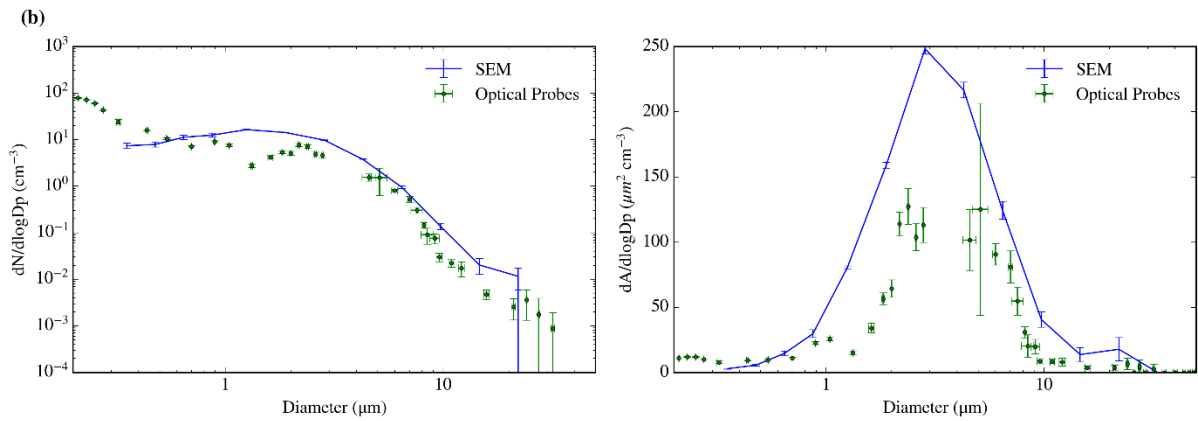 (b)
dN/dlogDp (cm⁻³)
10³
10²
10¹
10⁰
10⁻¹
10⁻²
10⁻³
10⁻⁴
SEM
Optical Probes
1
10
Diameter (μm)
dA/dlogDp (μm² cm⁻³)
250
200
150
100
50
0
SEM
Optical Probes
1
10
Diameter (μm)